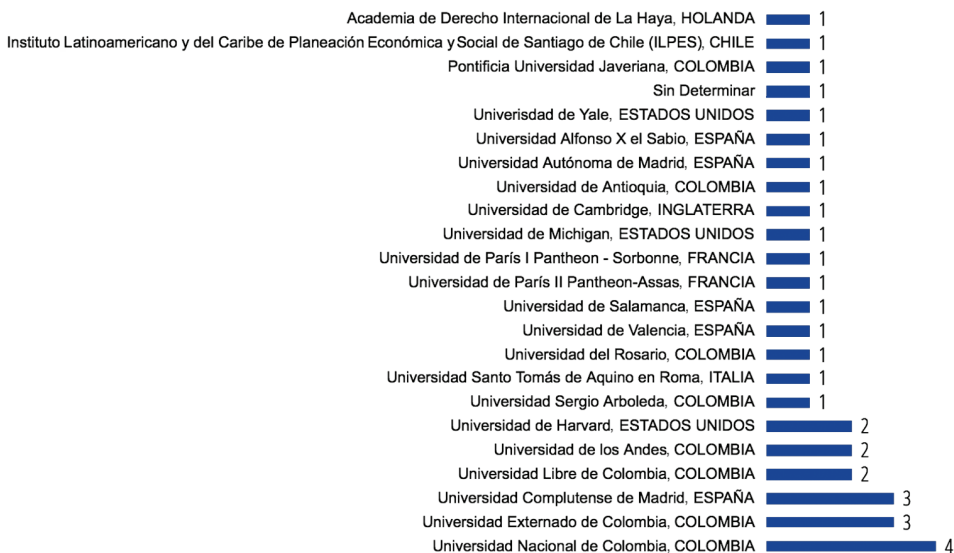 Academia de Derecho Internacional de La Haya, HOLANDA 1
Instituto Latinoamericano y del Caribe de Planeación Económica y Social de Santiago de Chile (ILPES), CHILE 1
Pontificia Universidad Javeriana, COLOMBIA 1
Sin Determinar 1
Univerisdad de Yale, ESTADOS UNIDOS 1
Universidad Alfonso X el Sabio, ESPAÑA 1
Universidad Autónoma de Madrid, ESPAÑA 1
Universidad de Antioquia, COLOMBIA 1
Universidad de Cambridge, INGLATERRA 1
Universidad de Michigan, ESTADOS UNIDOS 1
Universidad de París I Pantheon - Sorbonne, FRANCIA 1
Universidad de París II Pantheon-Assas, FRANCIA 1
Universidad de Salamanca, ESPAÑA 1
Universidad de Valencia, ESPAÑA 1
Universidad del Rosario, COLOMBIA 1
Universidad Santo Tomás de Aquino en Roma, ITALIA 1
Universidad Sergio Arboleda, COLOMBIA 1
Universidad de Harvard, ESTADOS UNIDOS 2
Universidad de los Andes, COLOMBIA 2
Universidad Libre de Colombia, COLOMBIA 2
Universidad Complutense de Madrid, ESPAÑA 3
Universidad Externado de Colombia, COLOMBIA 3
Universidad Nacional de Colombia, COLOMBIA 4